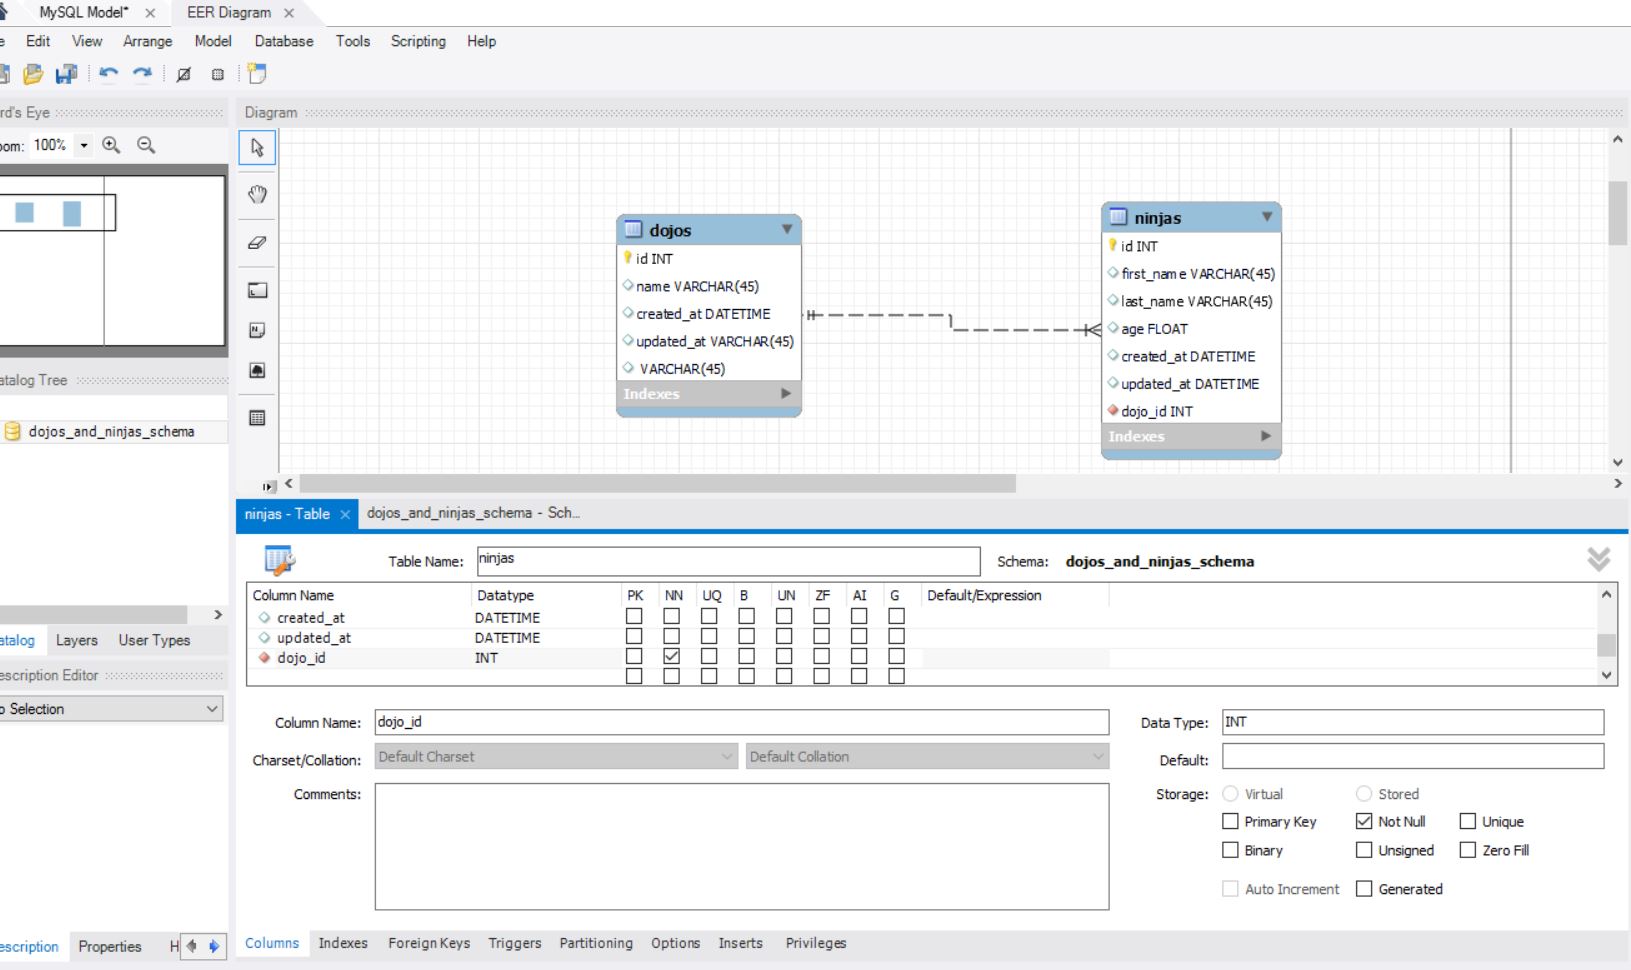 MySQL Model* ×
EER Diagram ×
e Edit View Arrange Model Database Tools Scripting Help
rd's Eye
oom: 100%
atalog Tree
dojos_and_ninjas_schema
atalog Layers User Types
escription Editor
o Selection
escription Properties H
Diagram
dojos
id INT
name VARCHAR(45)
created_at DATETIME
updated_at VARCHAR(45)
VARCHAR(45)
Indexes
ninjas
id INT
first_name VARCHAR(45)
last_name VARCHAR(45)
age FLOAT
created_at DATETIME
updated_at DATETIME
dojo_id INT
Indexes
ninjas - Table × dojos_and_ninjas_schema - Sch...
Table Name: ninjas Schema: dojos_and_ninjas_schema
Column Name Datatype PK NN UQ B UN ZF AI G Default/Expression
created_at DATETIME
updated_at DATETIME
dojo_id INT
Column Name: dojo_id Data Type: INT
Charset/Collation: Default Charset Default Collation Default:
Comments: Storage: Virtual Stored
Primary Key Not Null Unique
Binary Unsigned Zero Fill
Auto Increment Generated
Columns Indexes Foreign Keys Triggers Partitioning Options Inserts Privileges